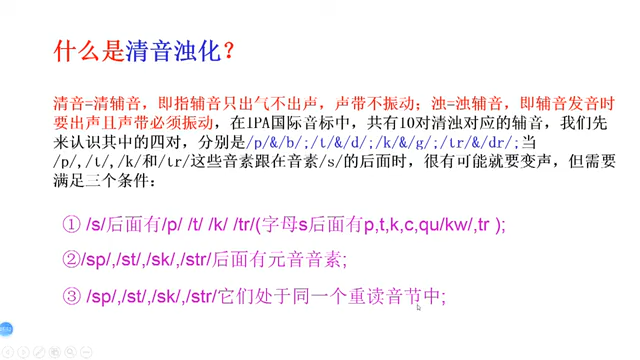 什么是清音浊化？
清音=清辅音，即指辅音只出气不出声，声带不振动；浊=浊辅音，即辅音发音时
要出声且声带必须振动，在IPA国际音标中，共有10对清浊对应的辅音，我们先
来认识其中的四对，分别是/p/&/b/;/t/&/d/;/k/&/g/;/tr/&/dr/;当
/p/,/t/,/k/和/tr/这些音素跟在音素/s/的后面时，很有可能就要变声，但需要
满足三个条件：
① /s/后面有/p/ /t/ /k/ /tr/(字母s后面有p,t,k,c,qu/kw/,tr );
②/sp/,/st/,/sk/,/str/后面有元音音素;
③ /sp/,/st/,/sk/,/str/它们处于同一个重读音节中;